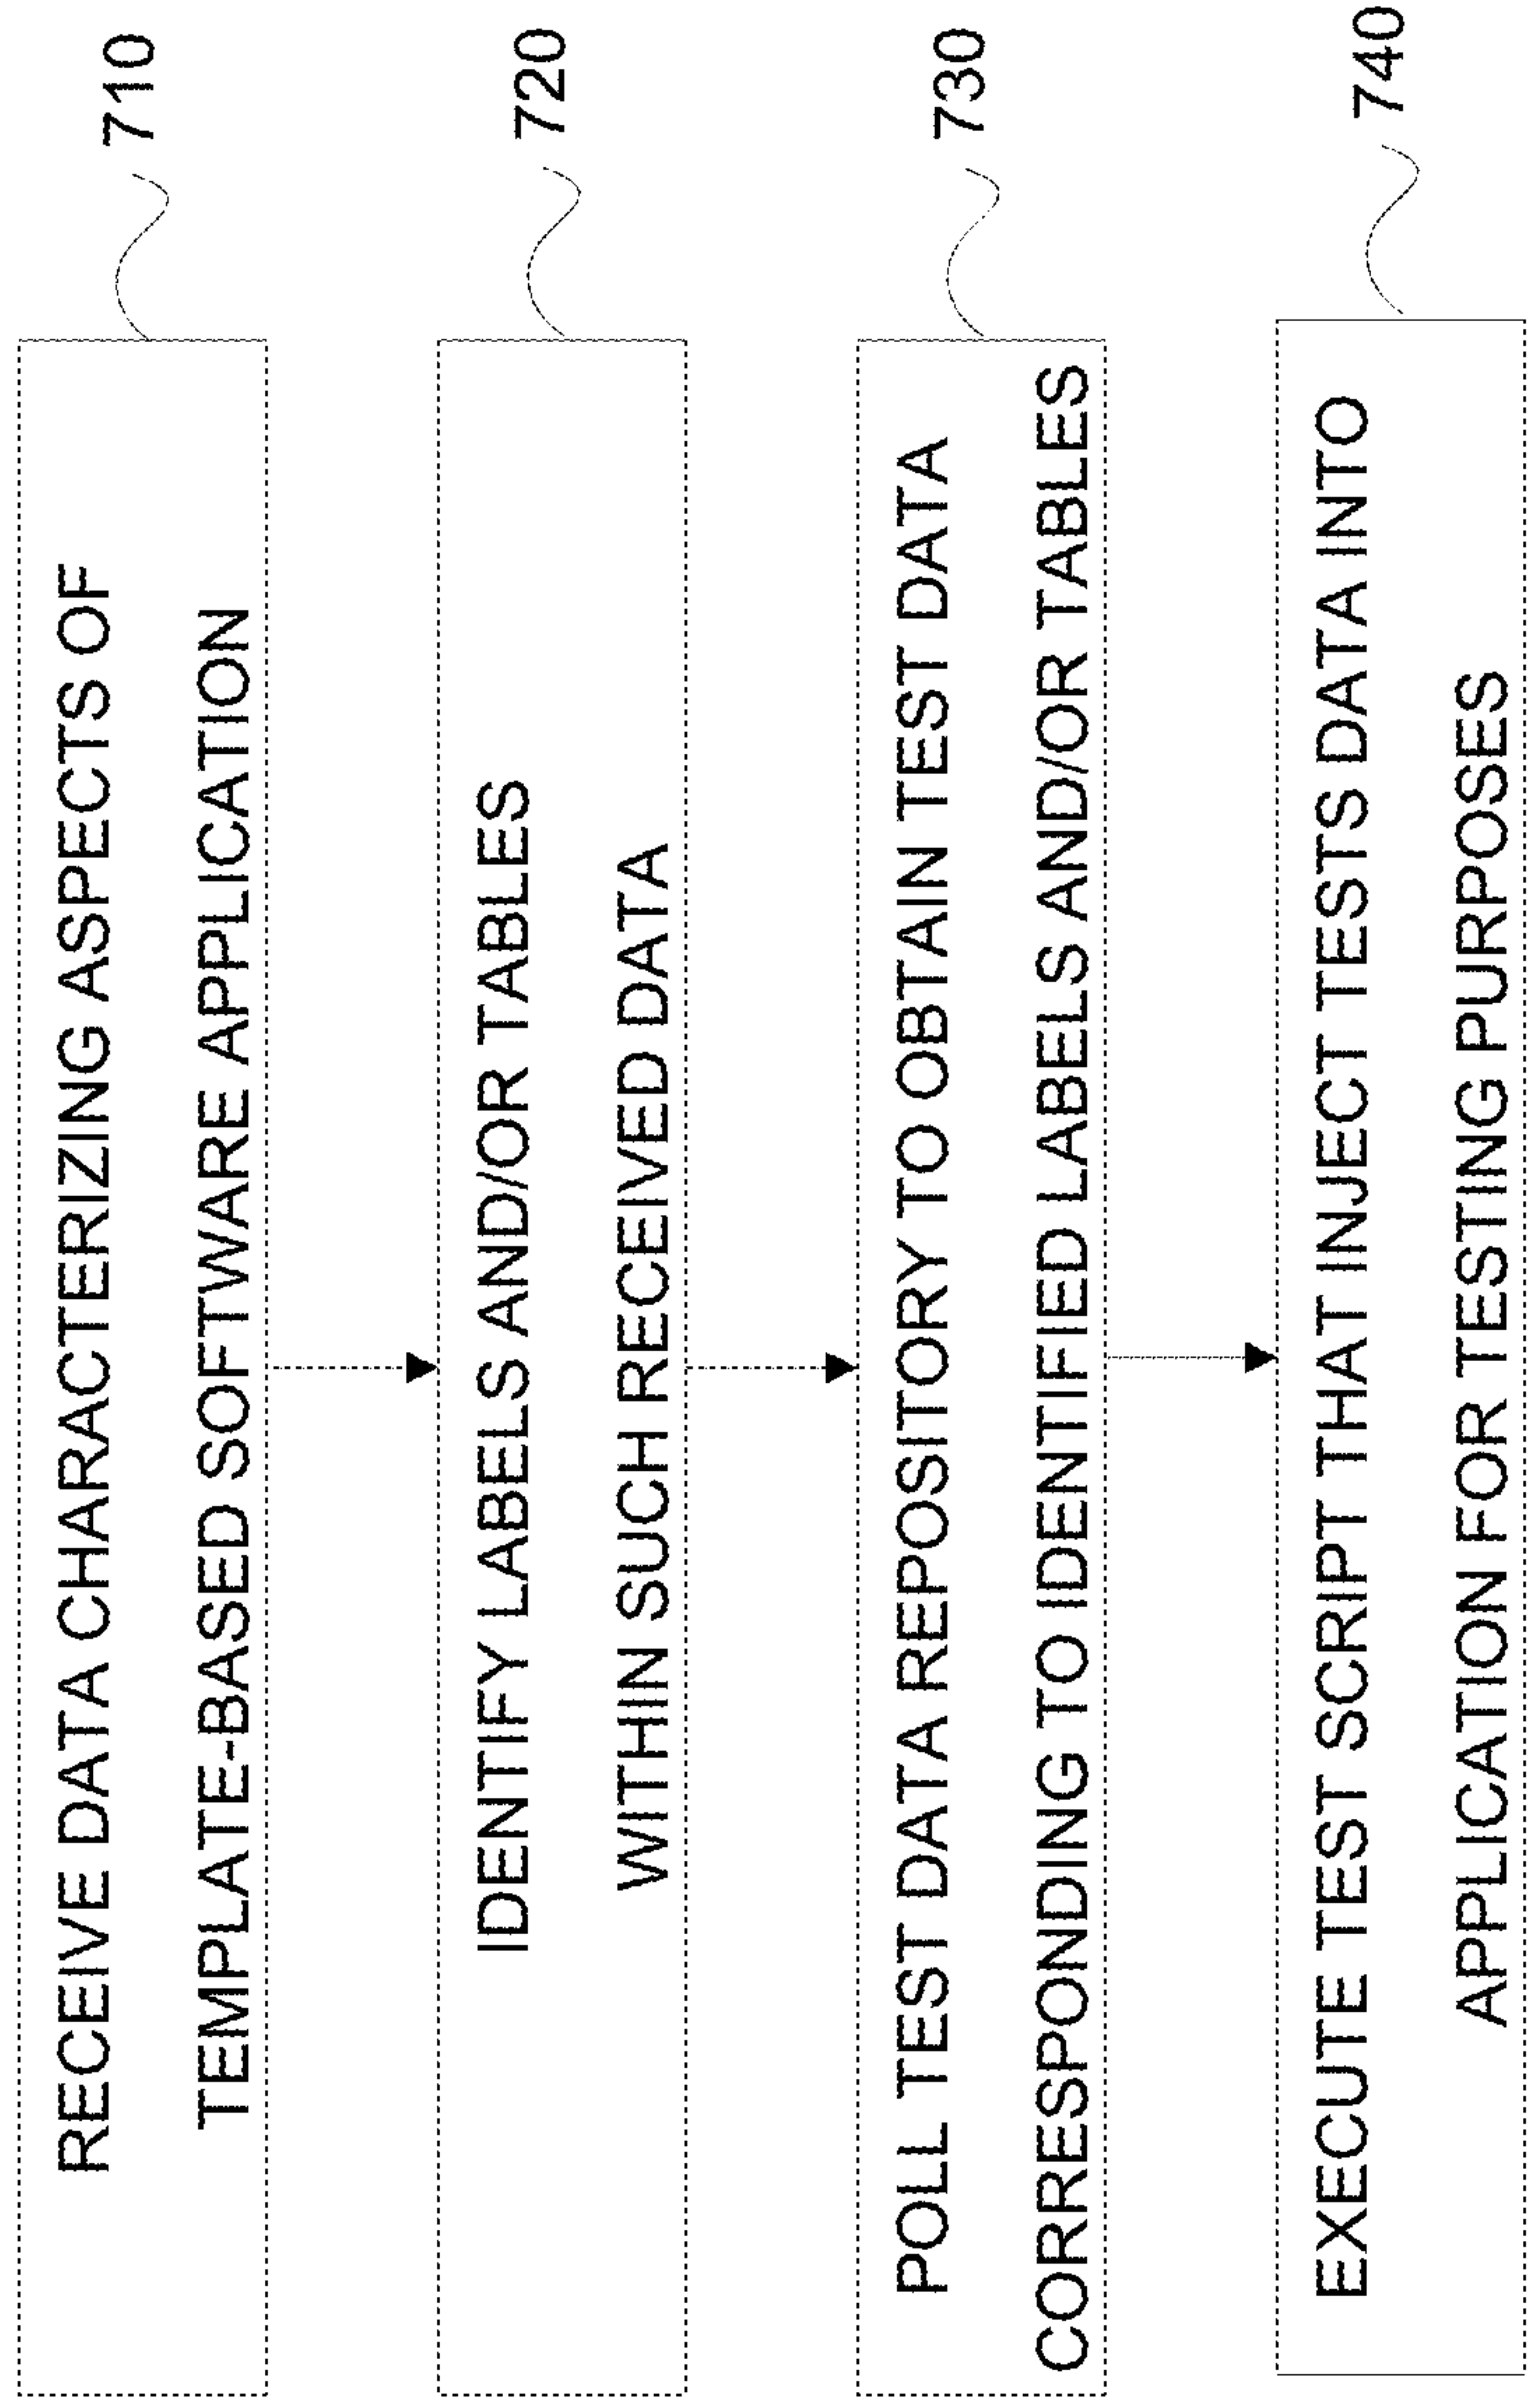 RECEIVE DATA CHARACTERIZING ASPECTS OF
TEMPLATE-BASED SOFTWARE APPLICATION
710
IDENTIFY LABELS AND/OR TABLES
WITHIN SUCH RECEIVED DATA
720
POLL TEST DATA REPOSITORY TO OBTAIN TEST DATA
CORRESPONDING TO IDENTIFIED LABELS AND/OR TABLES
730
EXECUTE TEST SCRIPT THAT INJECT TESTS DATA INTO
APPLICATION FOR TESTING PURPOSES
740